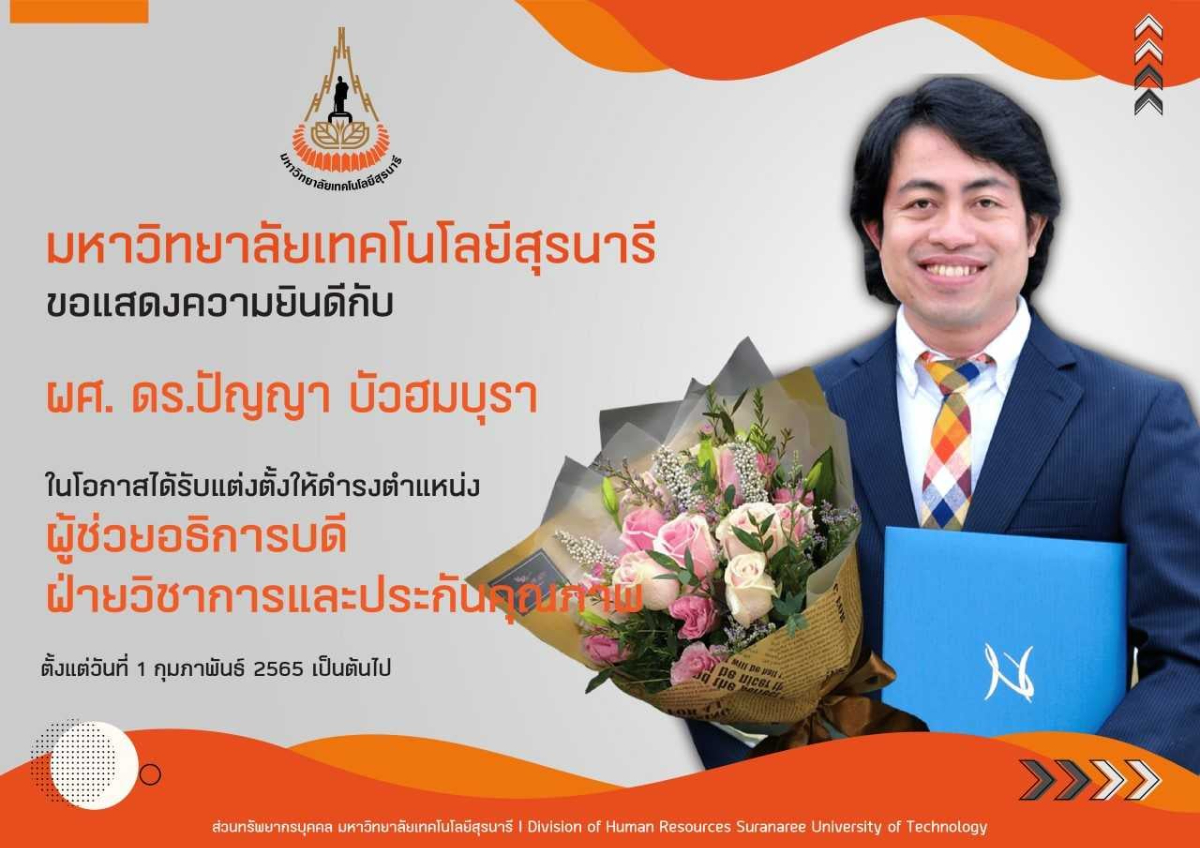 มหาวิทยาลัยเทคโนโลยีสุรนารี
มหาวิทยาลัยเทคโนโลยีสุรนารี
ขอแสดงความยินดีกับ
ผศ. ดร.ปัญญา บัวฮมบุรา
ในโอกาสได้รับแต่งตั้งให้ดำรงตำแหน่ง
ผู้ช่วยอธิการบดี
ฝ่ายวิชาการและประกันคุณภาพ
ตั้งแต่วันที่ 1 กุมภาพันธ์ 2565 เป็นต้นไป
ส่วนทรัพยากรบุคคล มหาวิทยาลัยเทคโนโลยีสุรนารี I Division of Human Resources Suranaree University of Technology